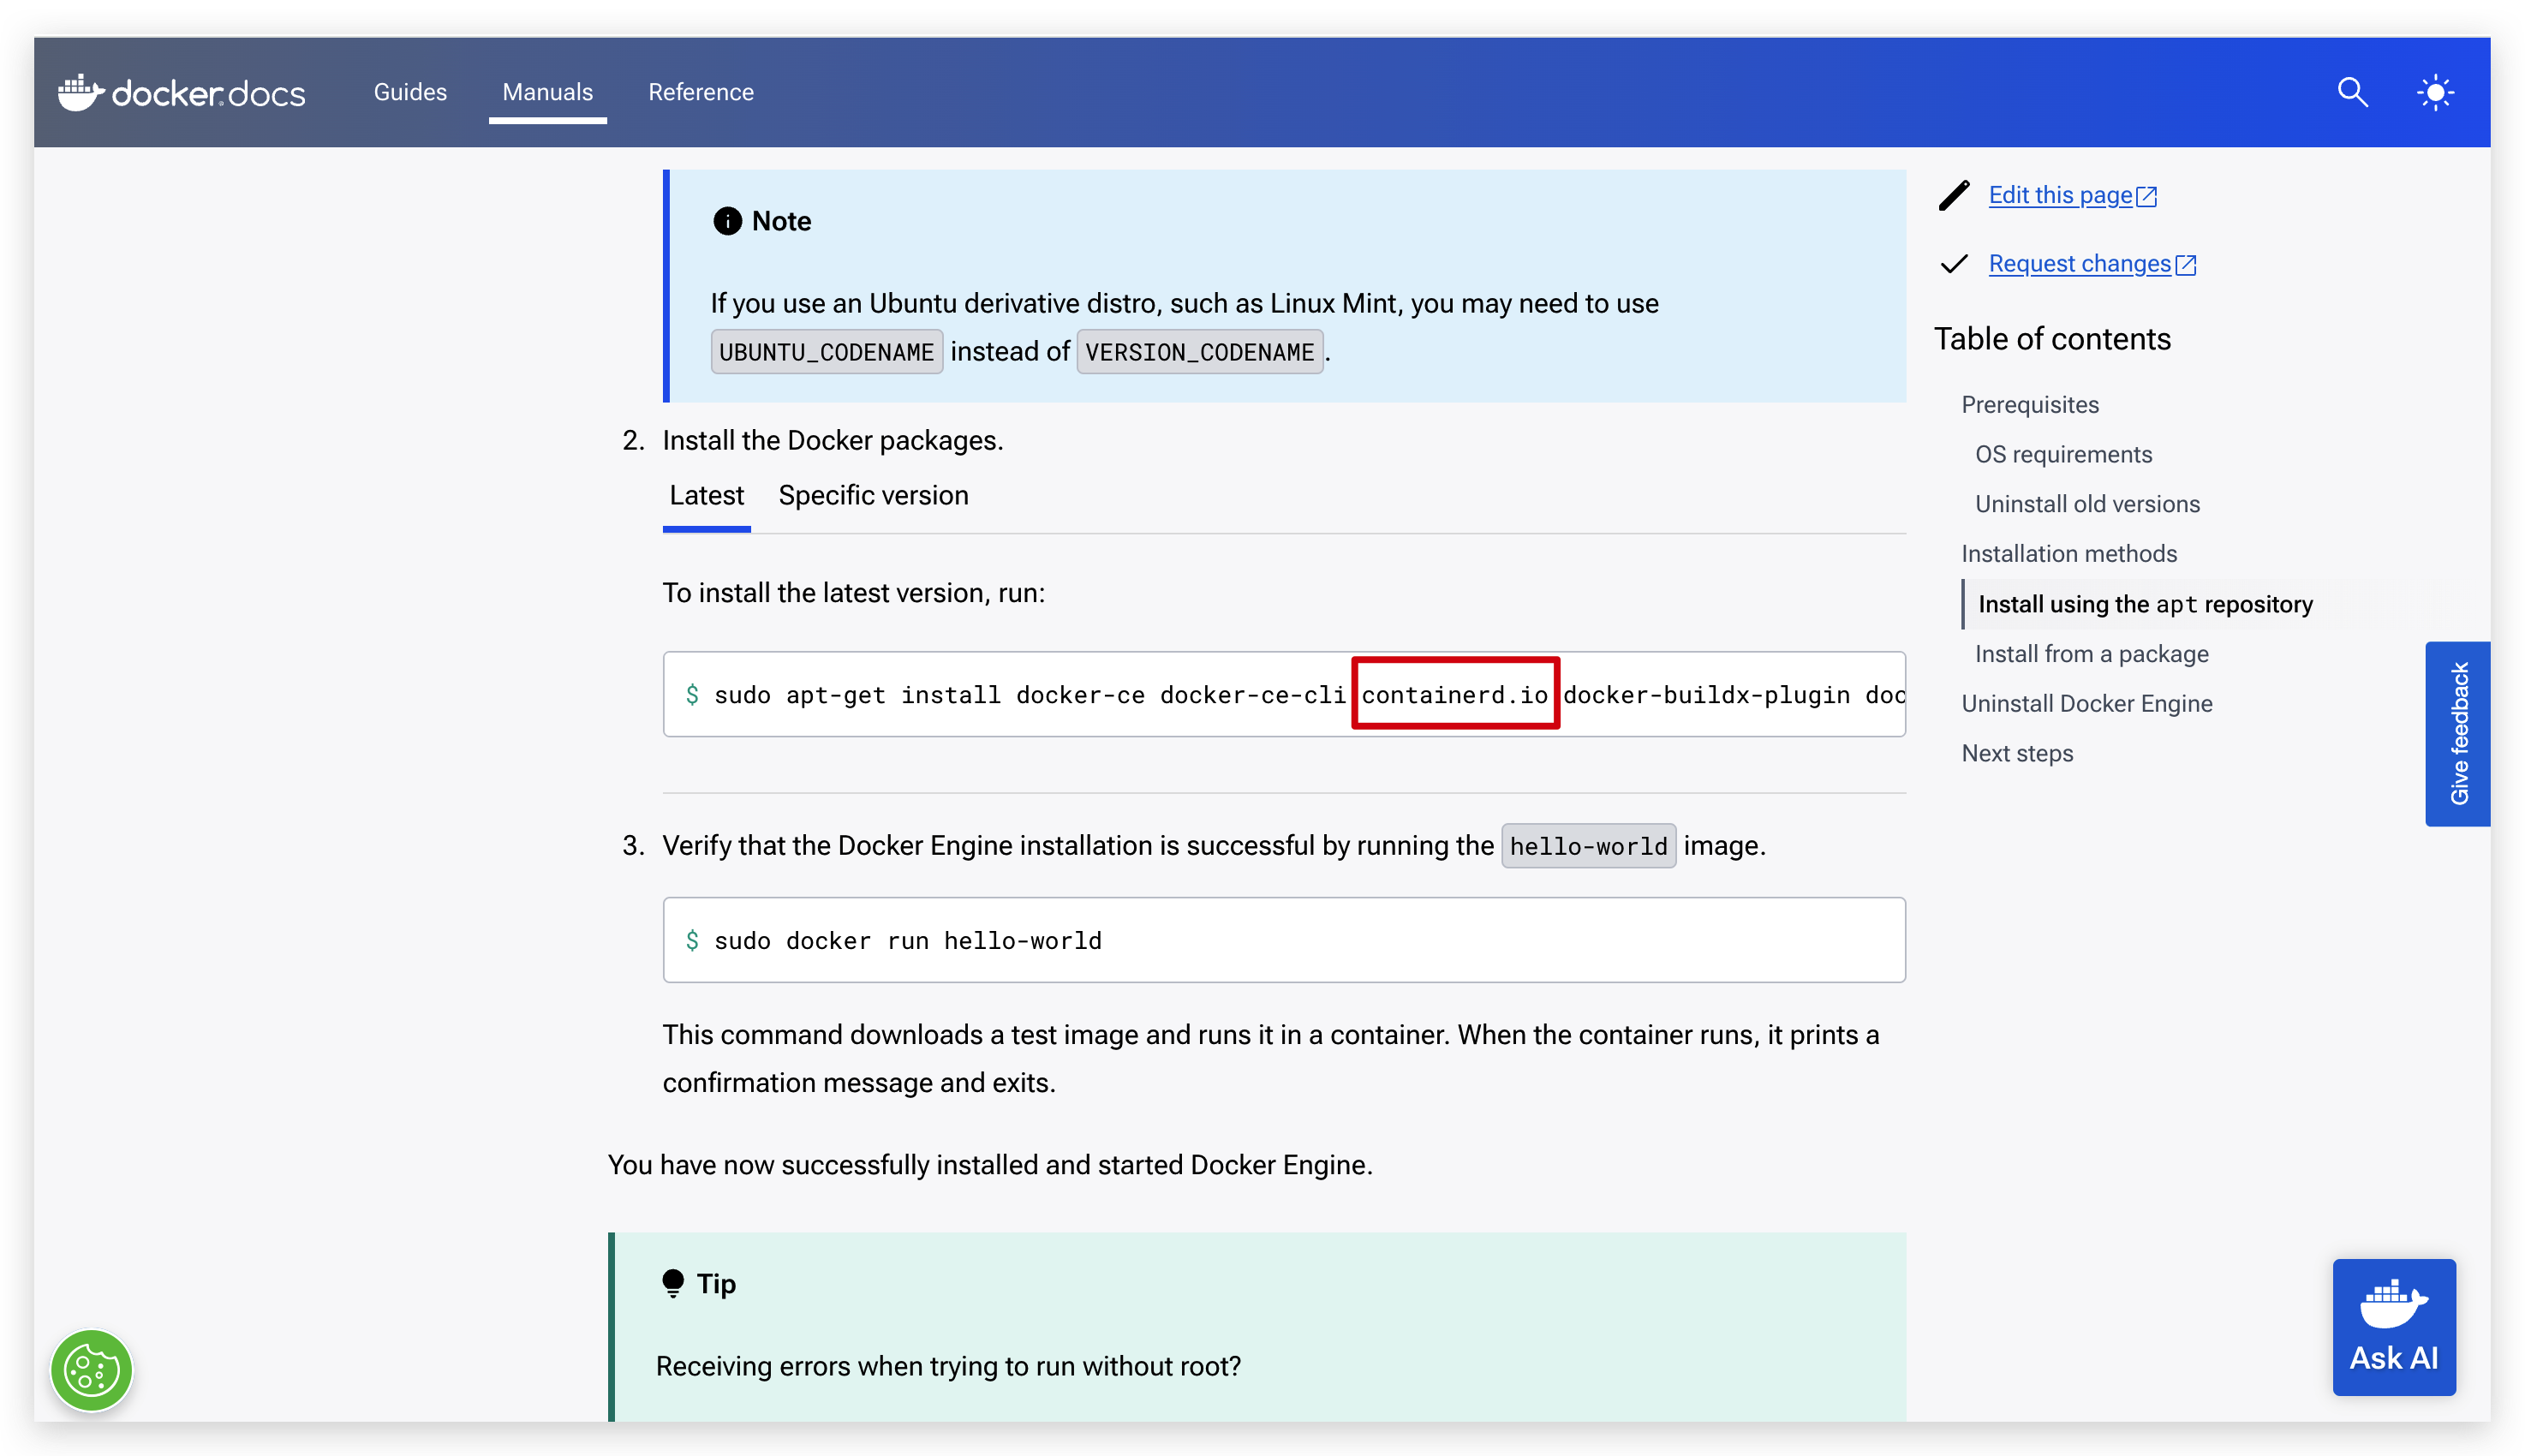 docker.docs
Guides
Manuals
Reference
Note
If you use an Ubuntu derivative distro, such as Linux Mint, you may need to use
UBUNTU_CODENAME instead of VERSION_CODENAME.
2. Install the Docker packages.
Latest
Specific version
To install the latest version, run:
$ sudo apt-get install docker-ce docker-ce-cli containerd.io docker-buildx-plugin doc
3. Verify that the Docker Engine installation is successful by running the hello-world image.
$ sudo docker run hello-world
This command downloads a test image and runs it in a container. When the container runs, it prints a
confirmation message and exits.
You have now successfully installed and started Docker Engine.
Tip
Receiving errors when trying to run without root?
Edit this page
Request changes
Table of contents
Prerequisites
OS requirements
Uninstall old versions
Installation methods
Install using the apt repository
Install from a package
Uninstall Docker Engine
Next steps
Give feedback
Ask AI